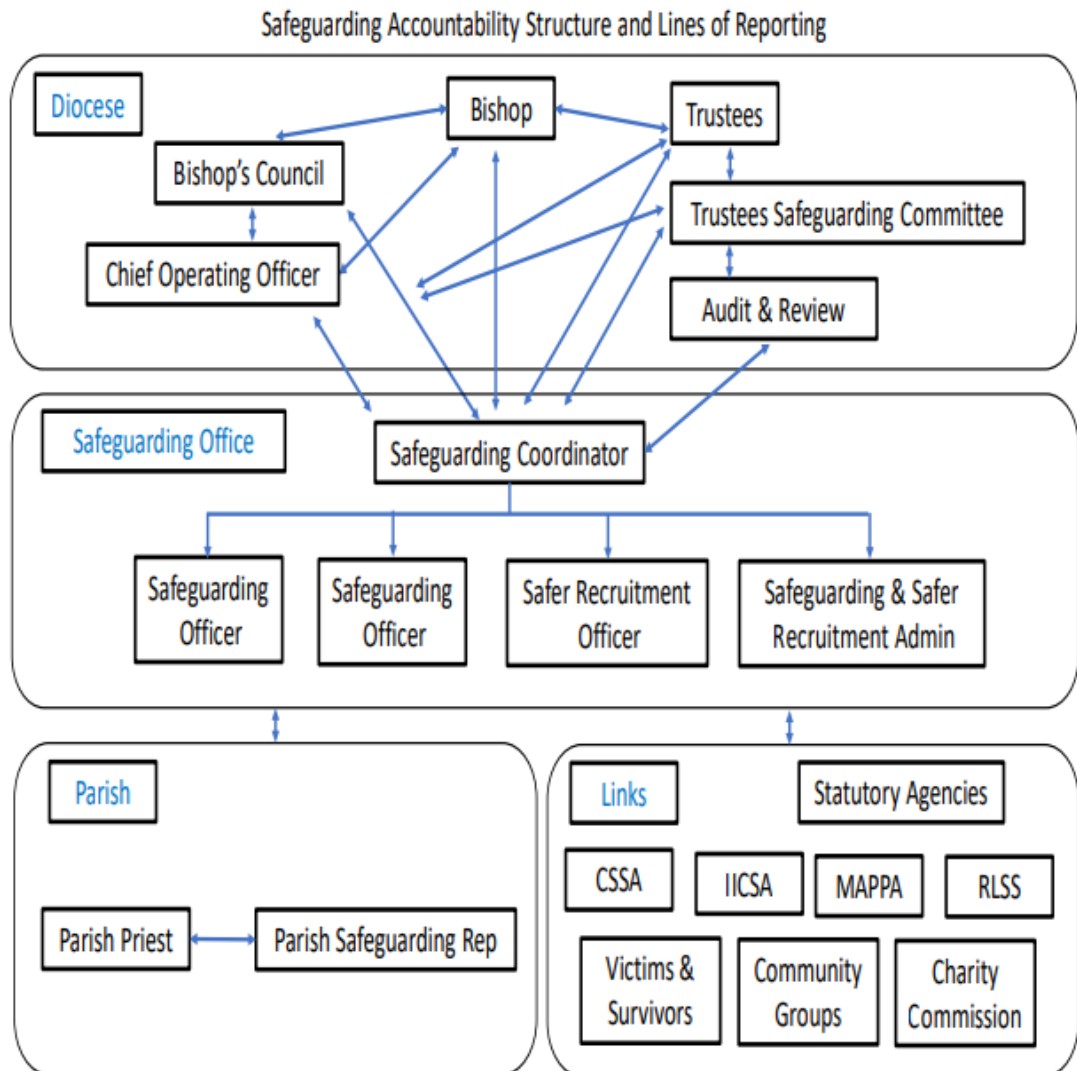 Safeguarding Accountability Structure and Lines of Reporting
Diocese
Bishop
Trustees
Bishop's Council
Trustees Safeguarding Committee
Chief Operating Officer
Audit & Review
Safeguarding Office
Safeguarding Coordinator
Safeguarding
Officer
Safeguarding
Officer
Safer Recruitment
Officer
Safeguarding & Safer
Recruitment Admin
Parish
Parish Priest
Parish Safeguarding Rep
Links
Statutory Agencies
CSSA
IICSA
MAPPA
RLSS
Victims &
Survivors
Community
Groups
Charity
Commission